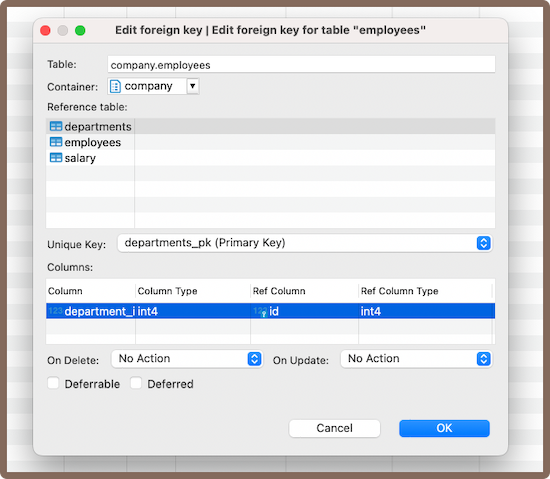 Edit foreign key | Edit foreign key for table "employees"
Table: company.employees
Container: company
Reference table:
departments
employees
salary
Unique Key: departments_pk (Primary Key)
Columns:
Column Column Type Ref Column Ref Column Type
123 department_i int4 123 id int4
On Delete: No Action On Update: No Action
Deferrable Deferred
Cancel OK